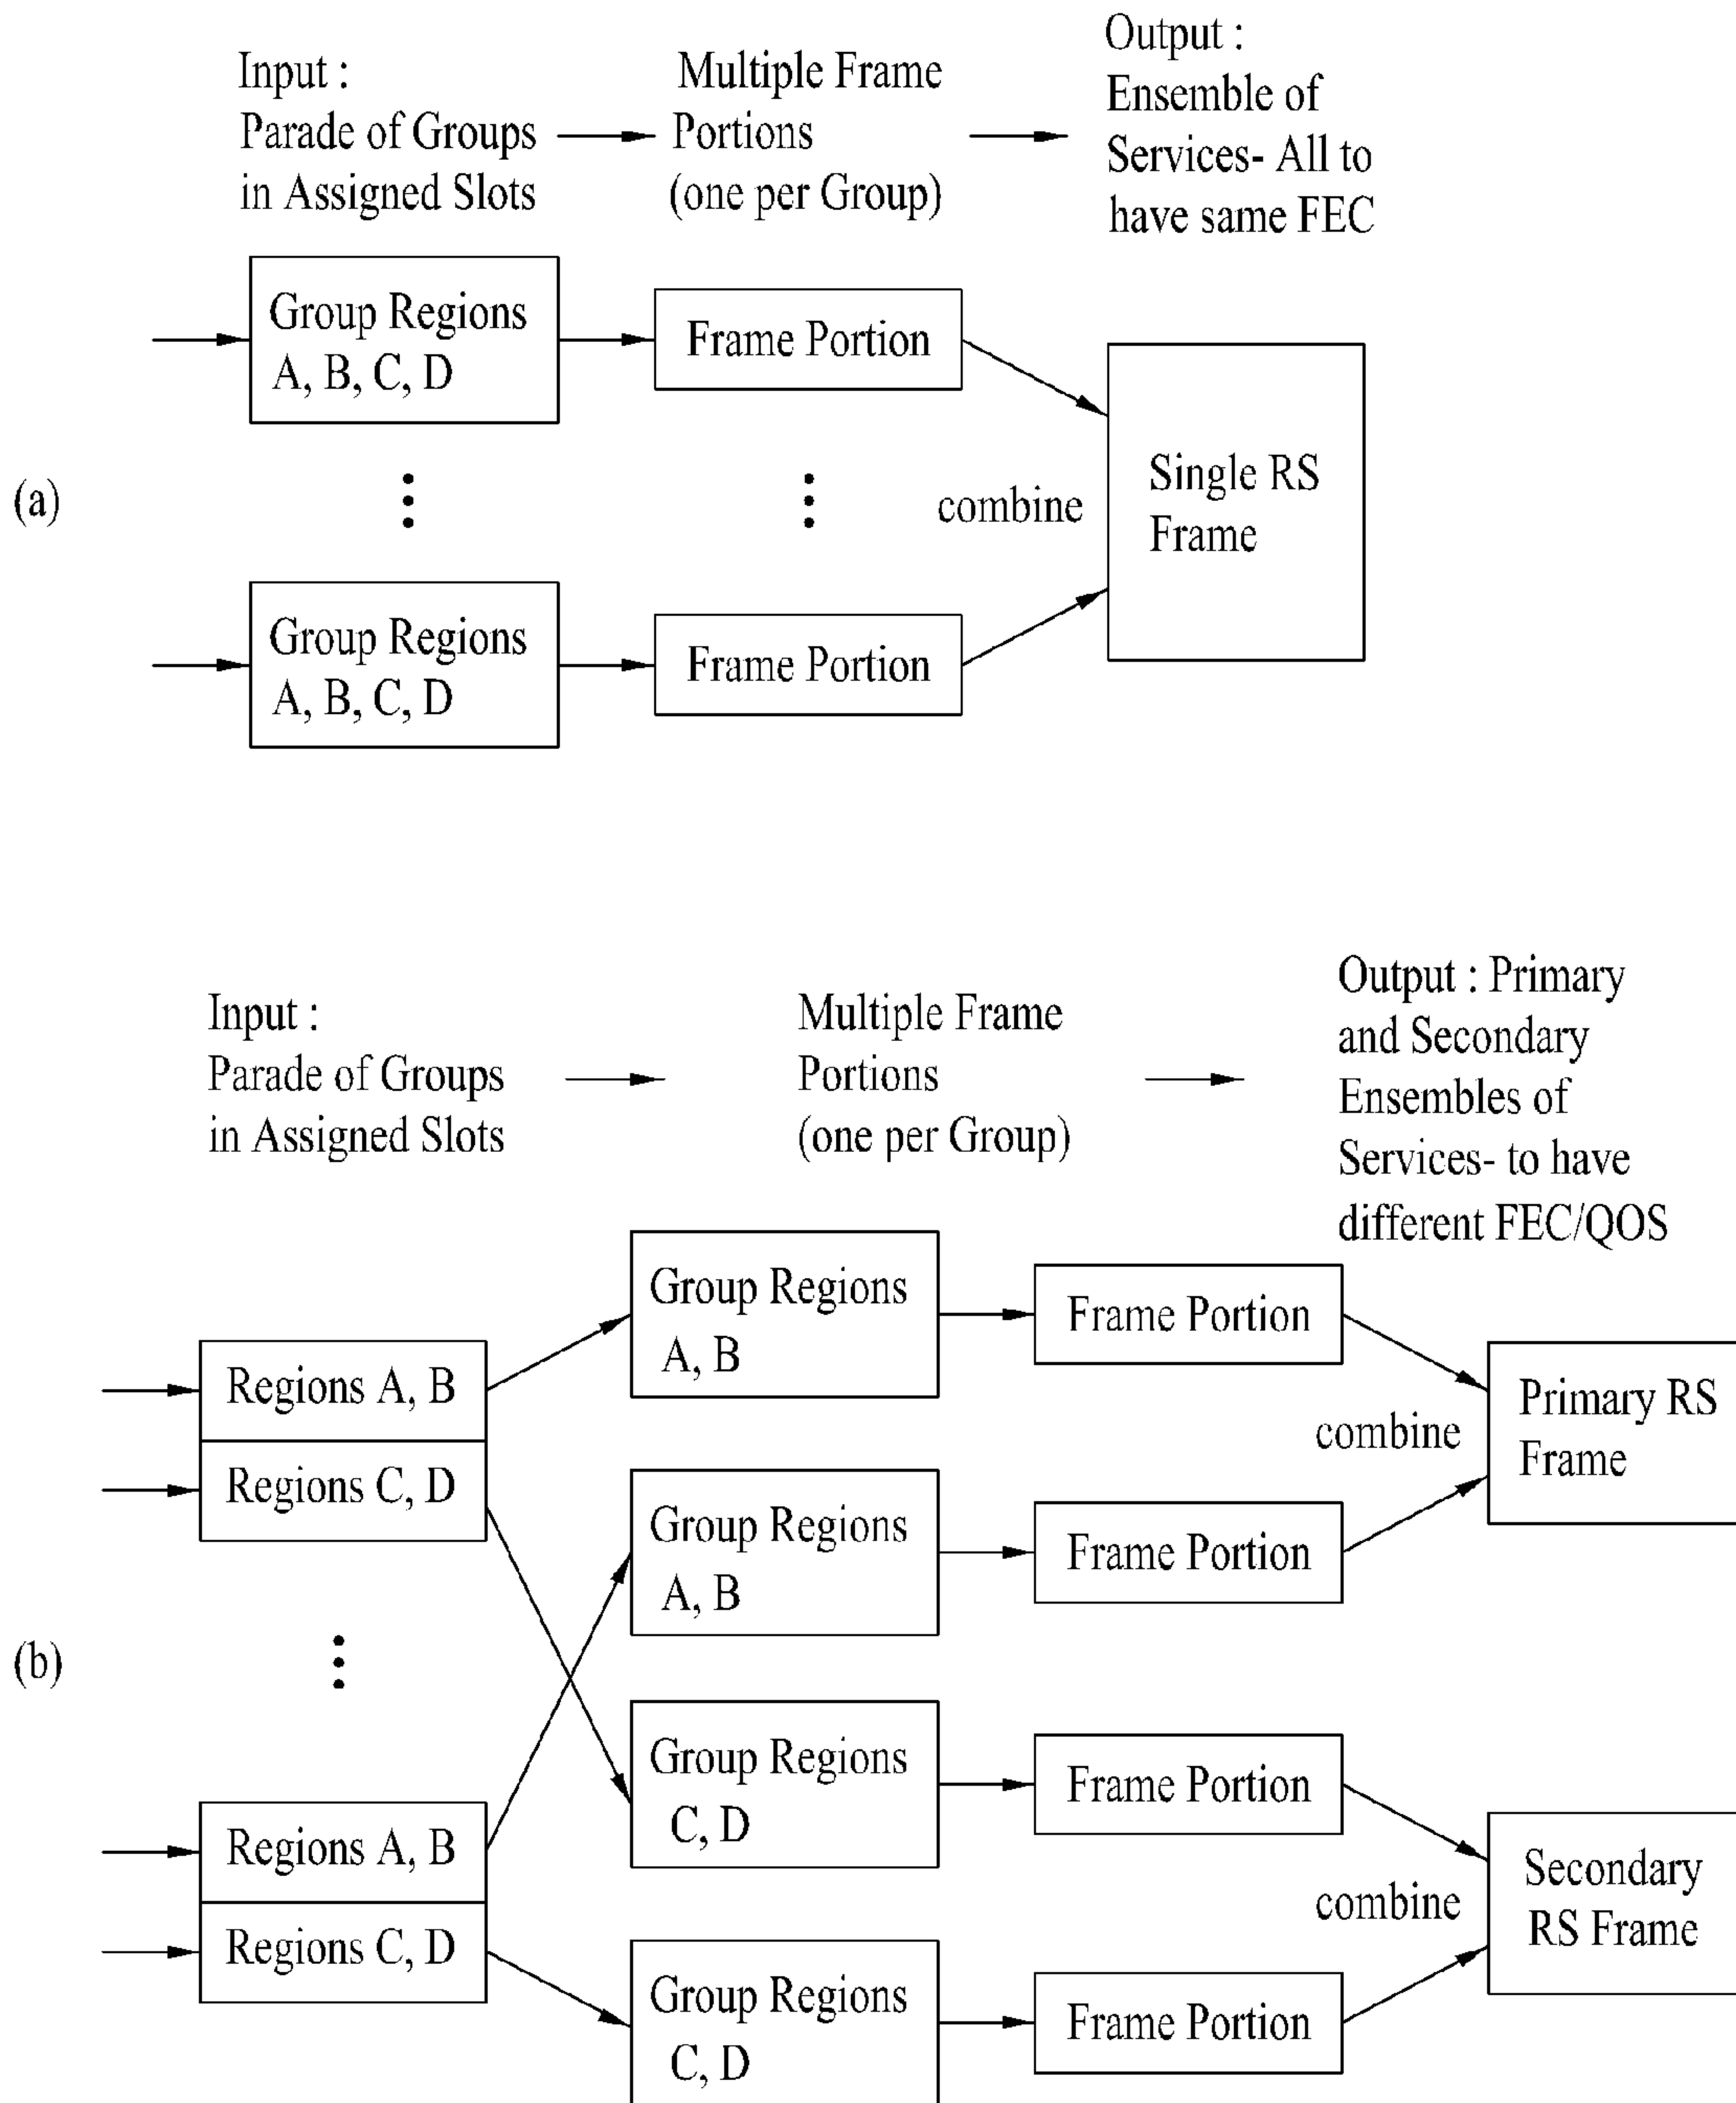 Input :
Parade of Groups
in Assigned Slots
Multiple Frame
Portions
(one per Group)
Output :
Ensemble of
Services- All to
have same FEC
(a)
Group Regions
A, B, C, D
Frame Portion
combine
Single RS
Frame
Group Regions
A, B, C, D
Frame Portion
Input :
Parade of Groups
in Assigned Slots
Multiple Frame
Portions
(one per Group)
Output : Primary
and Secondary
Ensembles of
Services- to have
different FEC/QOS
(b)
Regions A, B
Regions C, D
Regions A, B
Regions C, D
Group Regions
A, B
Frame Portion
Group Regions
A, B
Frame Portion
combine
Primary RS
Frame
Group Regions
C, D
Frame Portion
Group Regions
C, D
Frame Portion
combine
Secondary
RS Frame